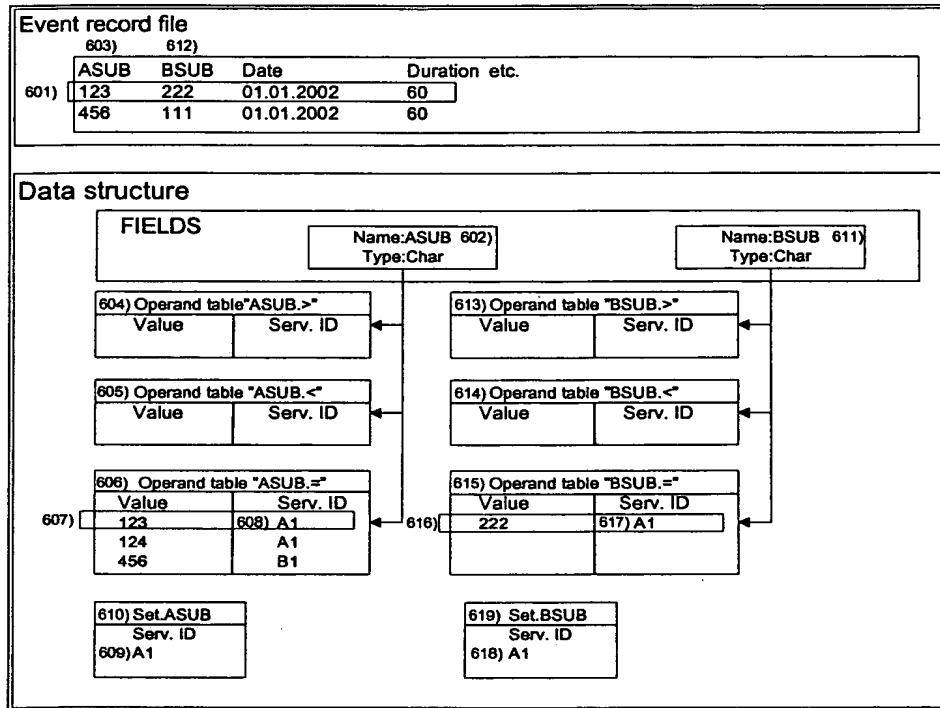 Event record file
603) 612)
ASUB BSUB Date Duration etc.
601) 123 222 01.01.2002 60
456 111 01.01.2002 60
Data structure
FIELDS
Name:ASUB 602)
Type:Char
Name:BSUB 611)
Type:Char
604) Operand table"ASUB.>"
Value Serv. ID
613) Operand table "BSUB.>"
Value Serv. ID
605) Operand table "ASUB.<"
Value Serv. ID
614) Operand table "BSUB.<"
Value Serv. ID
606) Operand table "ASUB.="
Value Serv. ID
607) 123 608) A1
124 A1
456 B1
615) Operand table "BSUB.="
Value Serv. ID
616) 222 617) A1
610) Set.ASUB
Serv. ID
609)A1
619) Set.BSUB
Serv. ID
618) A1